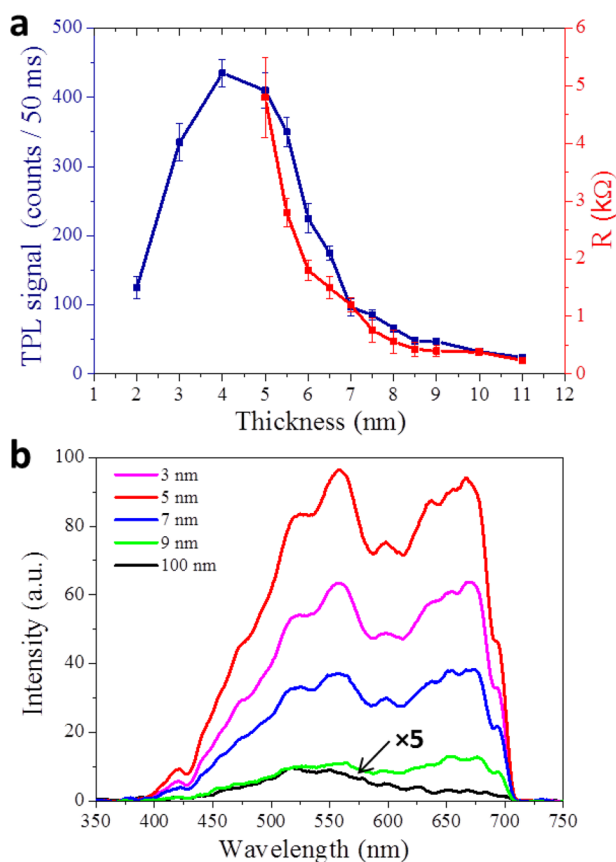 a
500
400
300
200
100
0
TPL signal (counts / 50 ms)
6
5
4
3
2
1
0
R (kΩ)
1 2 3 4 5 6 7 8 9 10 11 12
Thickness (nm)
b
100
80
60
40
20
0
Intensity (a.u.)
3 nm
5 nm
7 nm
9 nm
100 nm
×5
350 400 450 500 550 600 650 700 750
Wavelength (nm)